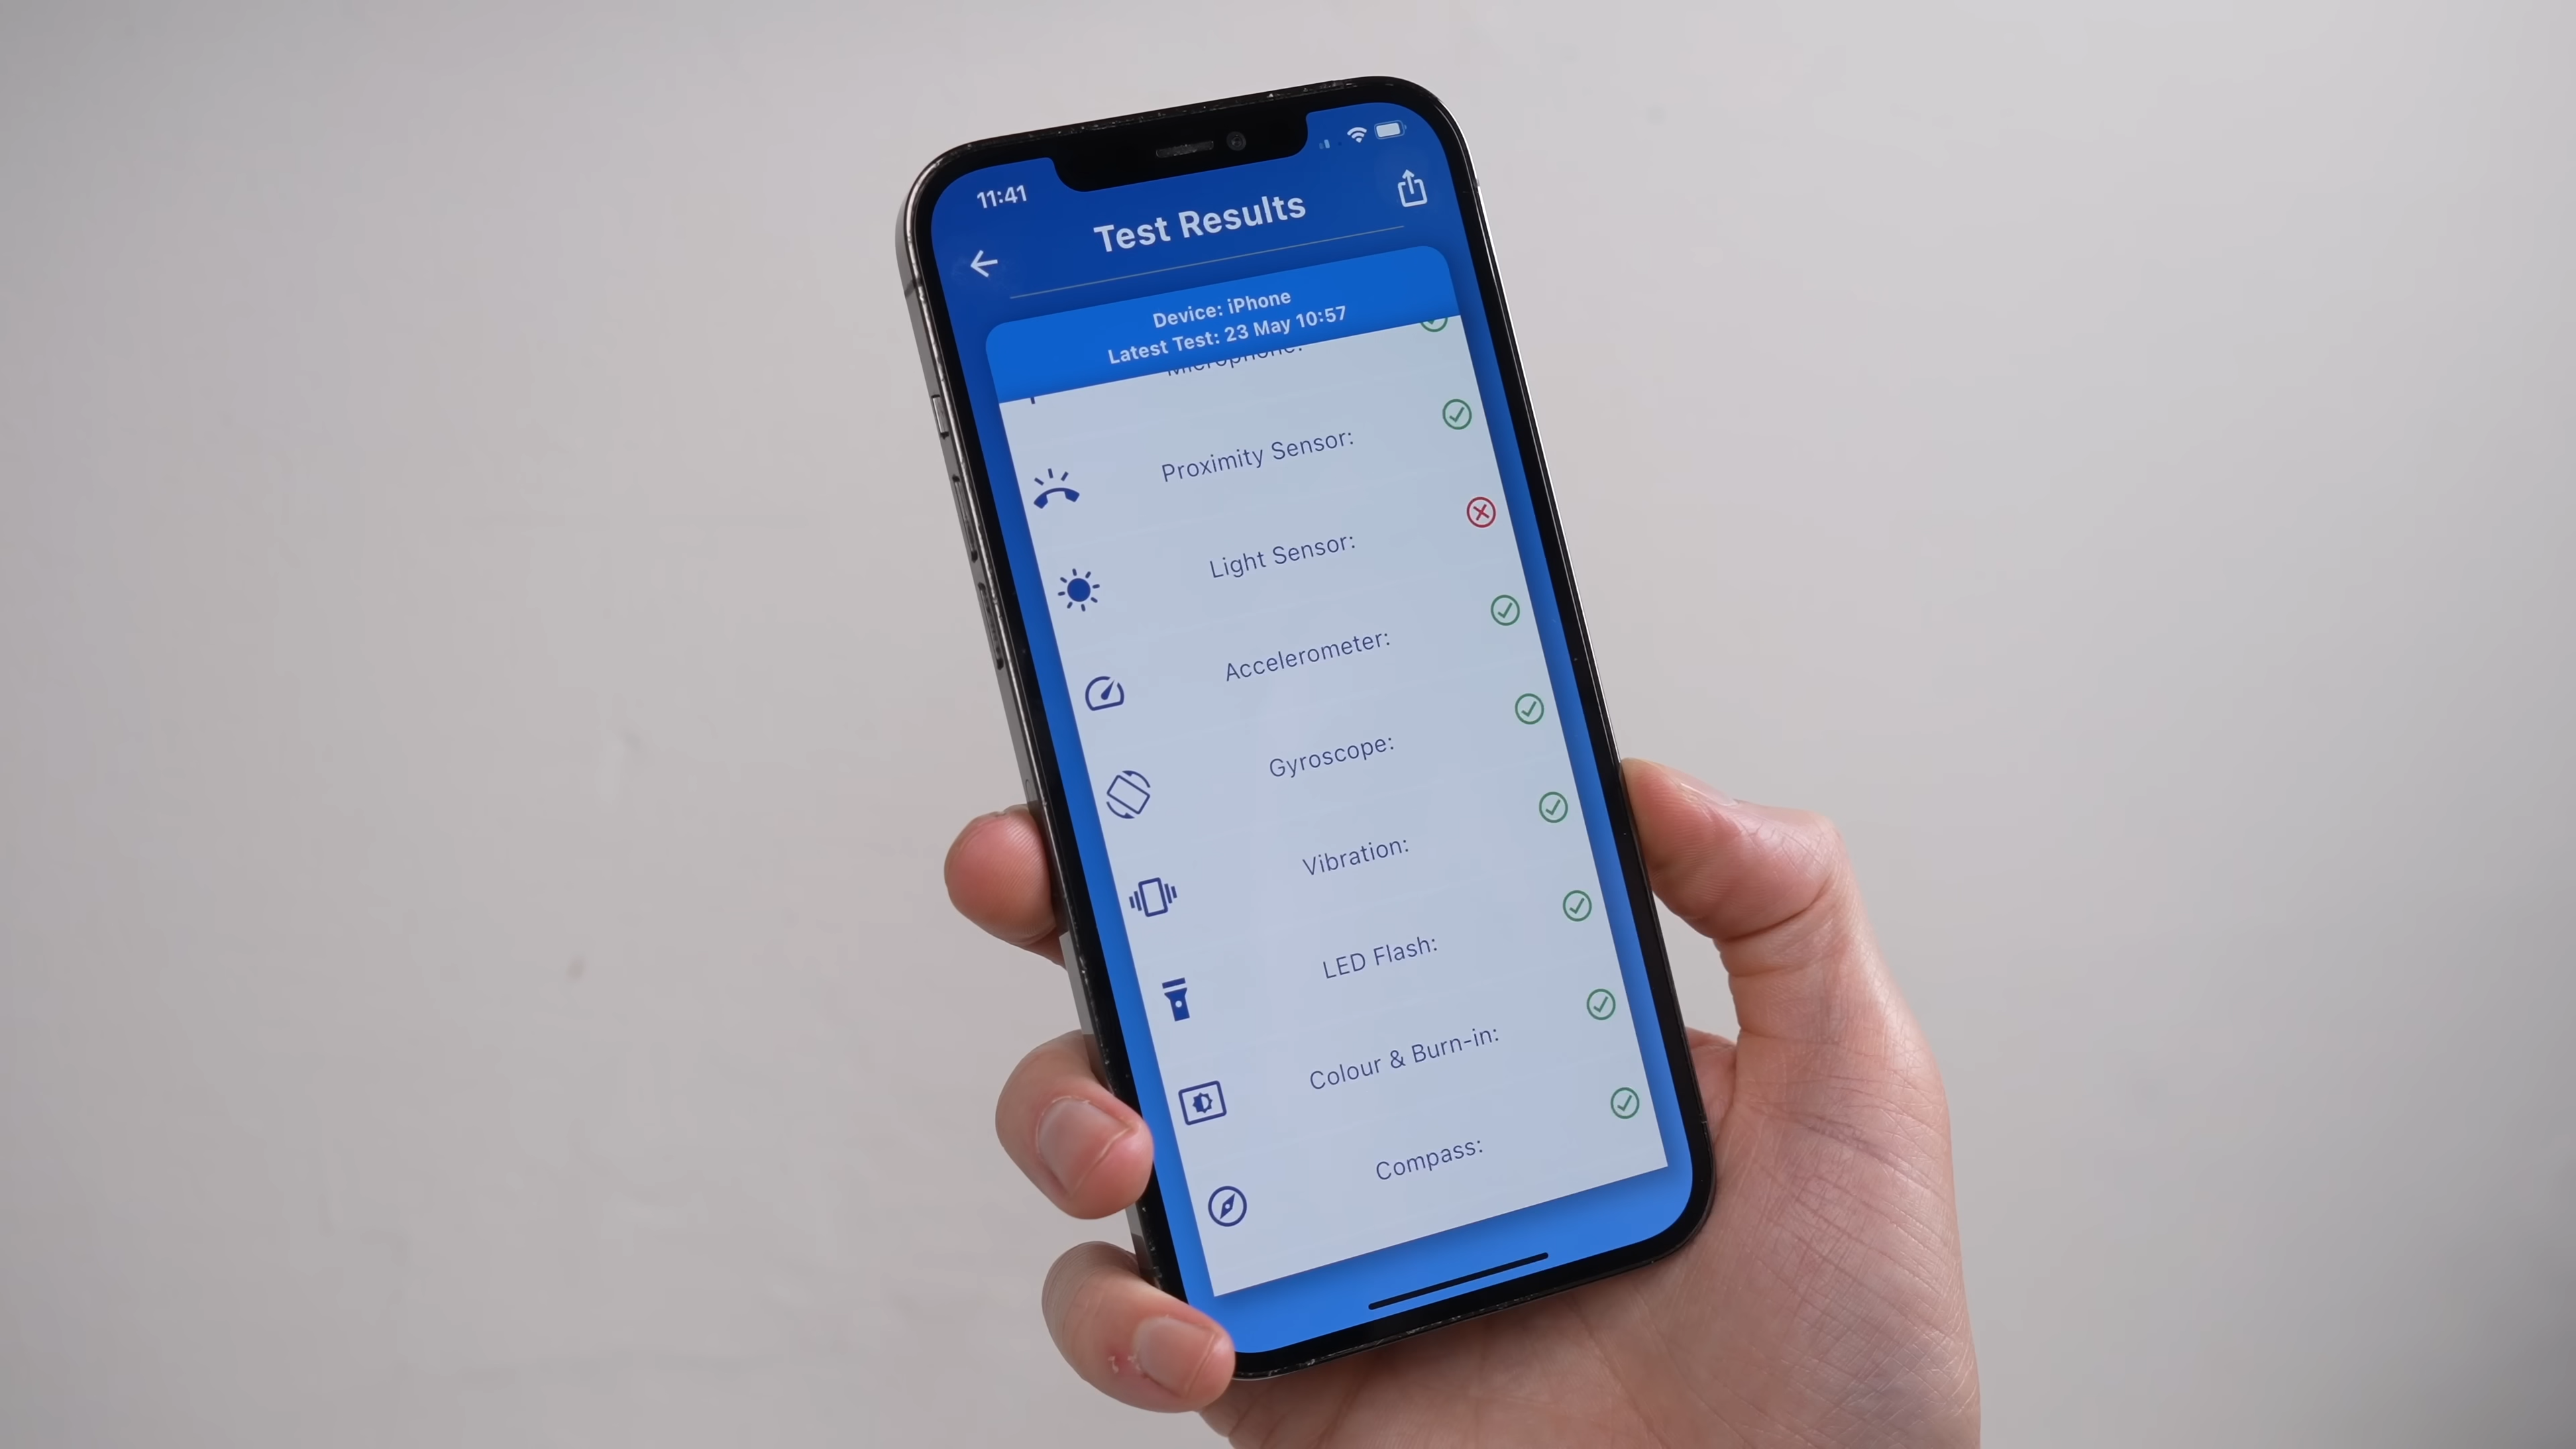 11:41
Test Results
Device: iPhone
Latest Test: 23 May 10:57
Microphone:
Proximity Sensor:
Light Sensor:
Accelerometer:
Gyroscope:
Vibration:
LED Flash:
Colour & Burn-in:
Compass: